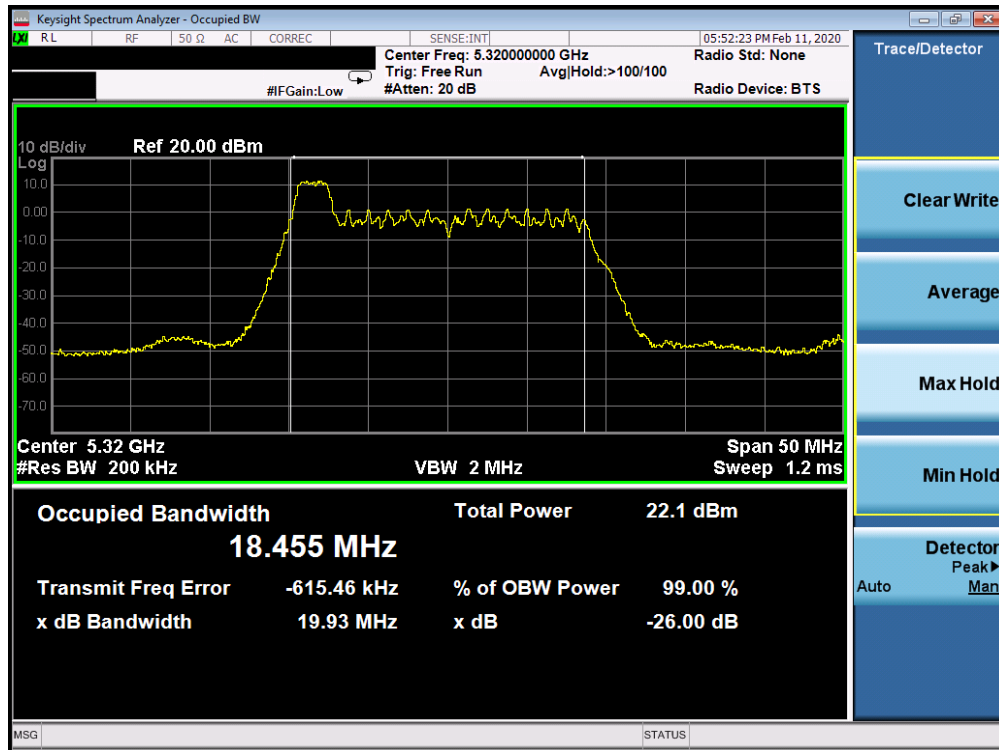 Keysight Spectrum Analyzer - Occupied BW
LXI RL RF 50 Ω AC CORREC SENSE:INT 05:52:23 PM Feb 11, 2020
Center Freq: 5.320000000 GHz Radio Std: None
Trig: Free Run Avg|Hold:>100/100
#IFGain:Low #Atten: 20 dB Radio Device: BTS
Trace/Detector
10 dB/div Ref 20.00 dBm
Log
10.0
0.00
-10.0
-20.0
-30.0
-40.0
-50.0
-60.0
-70.0
Center 5.32 GHz Span 50 MHz
#Res BW 200 kHz VBW 2 MHz Sweep 1.2 ms
Occupied Bandwidth Total Power 22.1 dBm
18.455 MHz
Transmit Freq Error -615.46 kHz % of OBW Power 99.00 %
x dB Bandwidth 19.93 MHz x dB -26.00 dB
Clear Write
Average
Max Hold
Min Hold
Detector
Peak
Auto Man
MSG STATUS